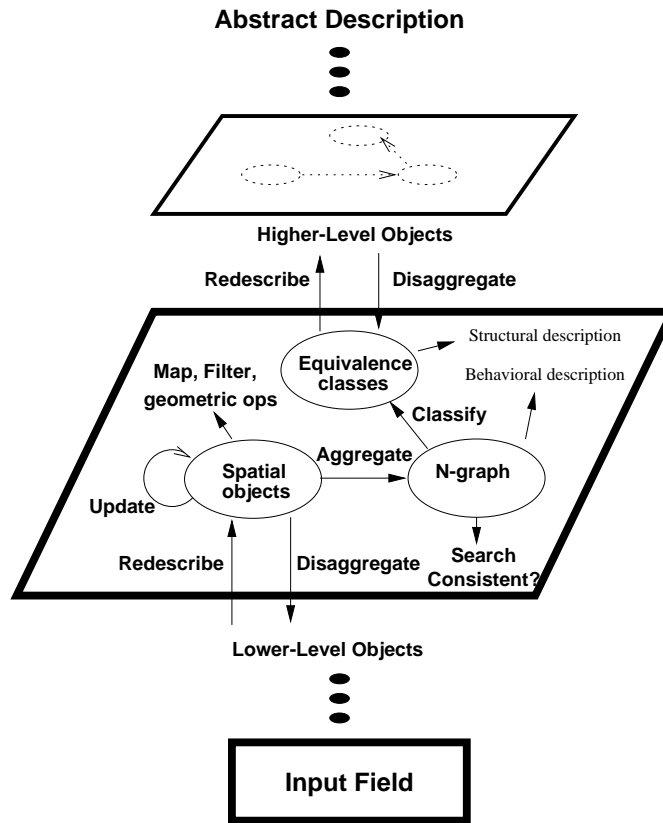 Abstract Description
Higher-Level Objects
Redescribe
Disaggregate
Structural description
Equivalence
classes
Behavioral description
Map, Filter,
geometric ops
Classify
Aggregate
Spatial
objects
N-graph
Update
Search
Consistent?
Redescribe
Disaggregate
Lower-Level Objects
Input Field